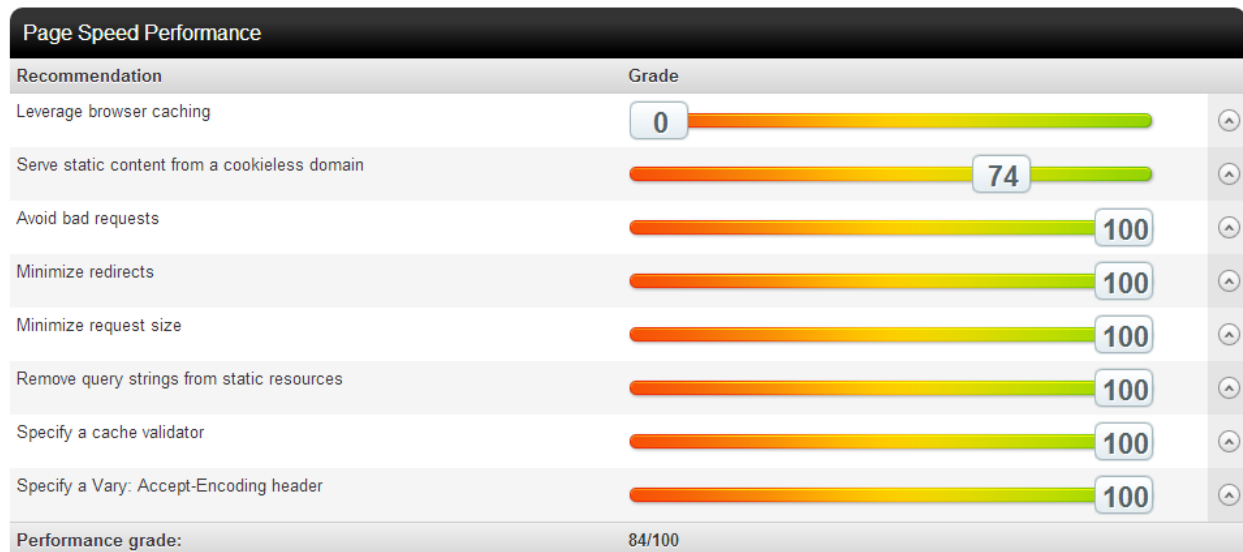 Page Speed Performance
Recommendation Grade
Leverage browser caching 0
Serve static content from a cookieless domain 74
Avoid bad requests 100
Minimize redirects 100
Minimize request size 100
Remove query strings from static resources 100
Specify a cache validator 100
Specify a Vary: Accept-Encoding header 100
Performance grade: 84/100